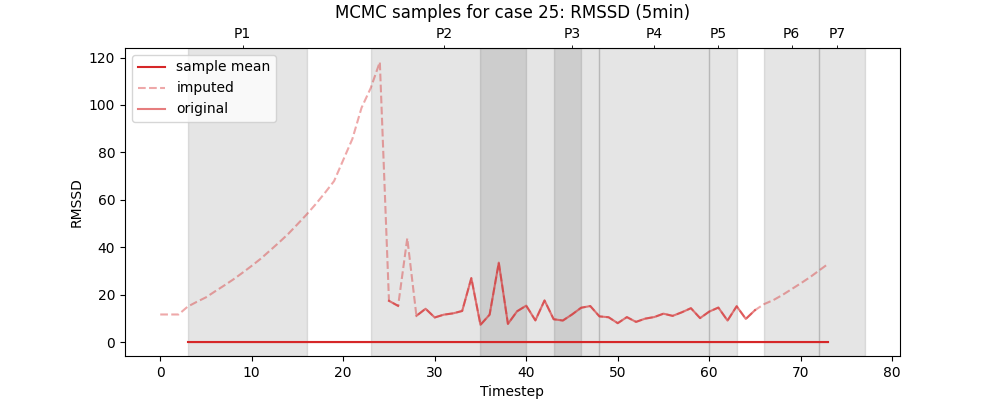 MCMC samples for case 25: RMSSD (5min)
P1 P2 P3 P4 P5 P6 P7
sample mean
imputed
original
120
100
80
60
40
20
0
RMSSD
0 10 20 30 40 50 60 70 80
Timestep